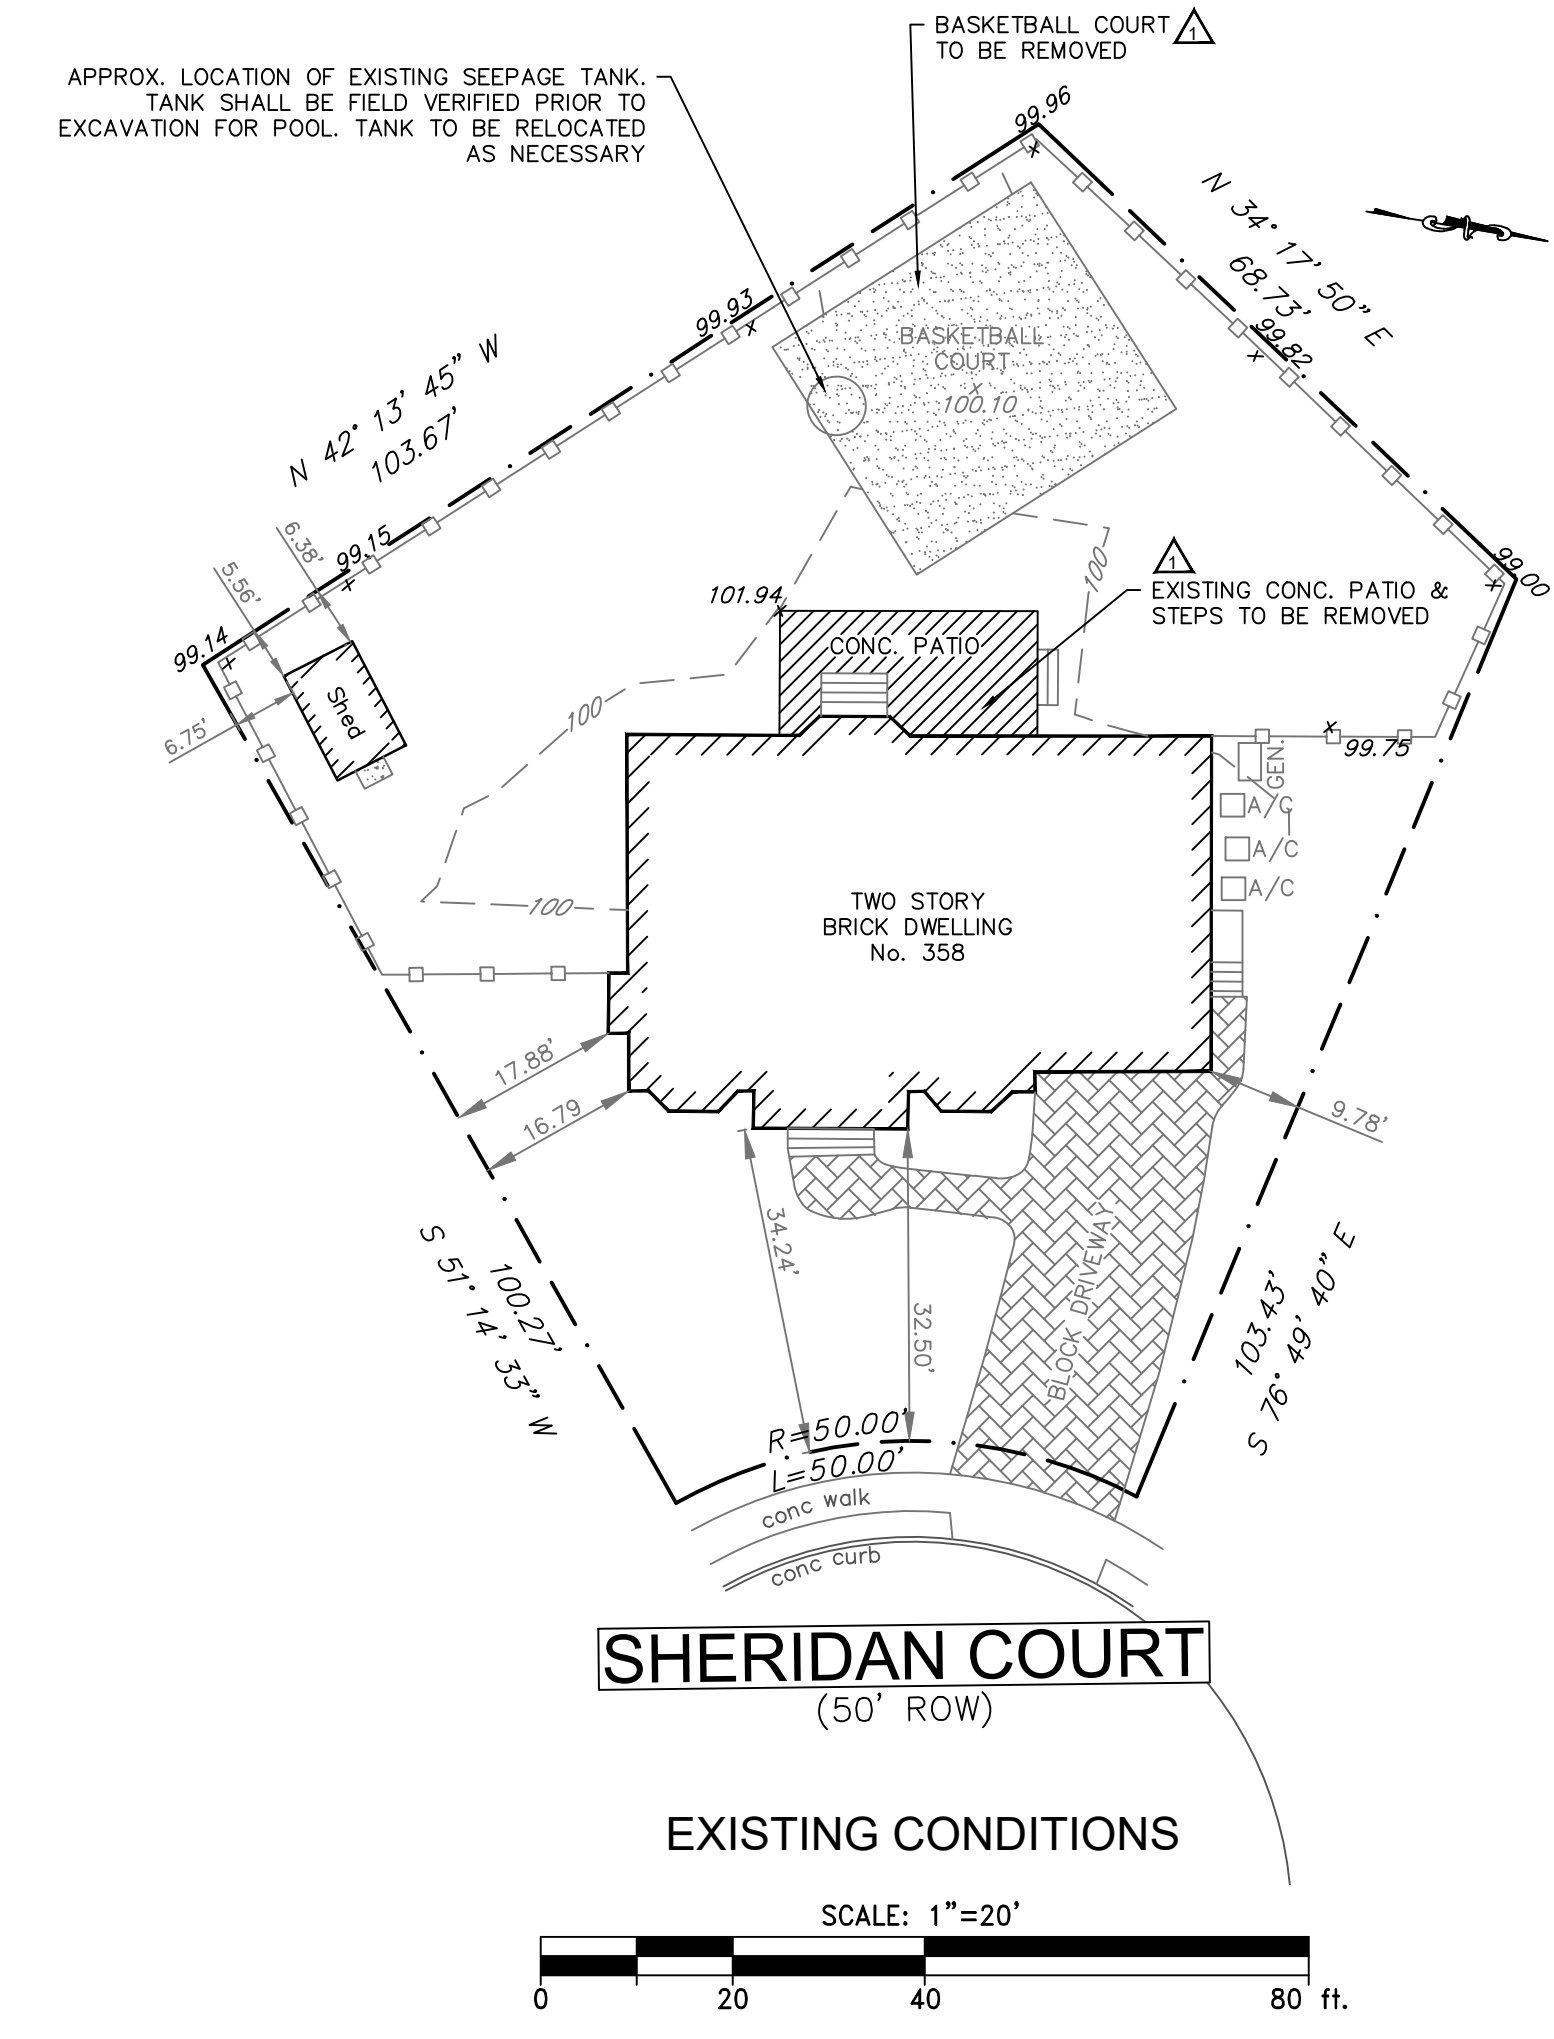 BASKETBALL COURT
TO BE REMOVED
1
APPROX. LOCATION OF EXISTING SEEPAGE TANK.
TANK SHALL BE FIELD VERIFIED PRIOR TO
EXCAVATION FOR POOL. TANK TO BE RELOCATED
AS NECESSARY
99.96
N 34° 17' 50" E
68.73'
99.93
99.82
BASKETBALL
COURT
x
100.10
N 42° 13' 45" W
103.67'
6.38'
99.15
5.56'
99.14
6.75'
Shed
99.00
1
EXISTING CONC. PATIO &
STEPS TO BE REMOVED
100
101.94
CONC. PATIO
100
99.75
GEN.
A/C
A/C
A/C
100
TWO STORY
BRICK DWELLING
No. 358
17.88'
16.79
9.78'
34.24'
32.50'
BLOCK DRIVEWAY
S 51° 14' 33" W
100.27'
103.43'
S 76° 49' 40" E
R=50.00'
L=50.00'
conc walk
conc curb
SHERIDAN COURT
(50' ROW)
EXISTING CONDITIONS
SCALE: 1"=20'
0 20 40 80 ft.